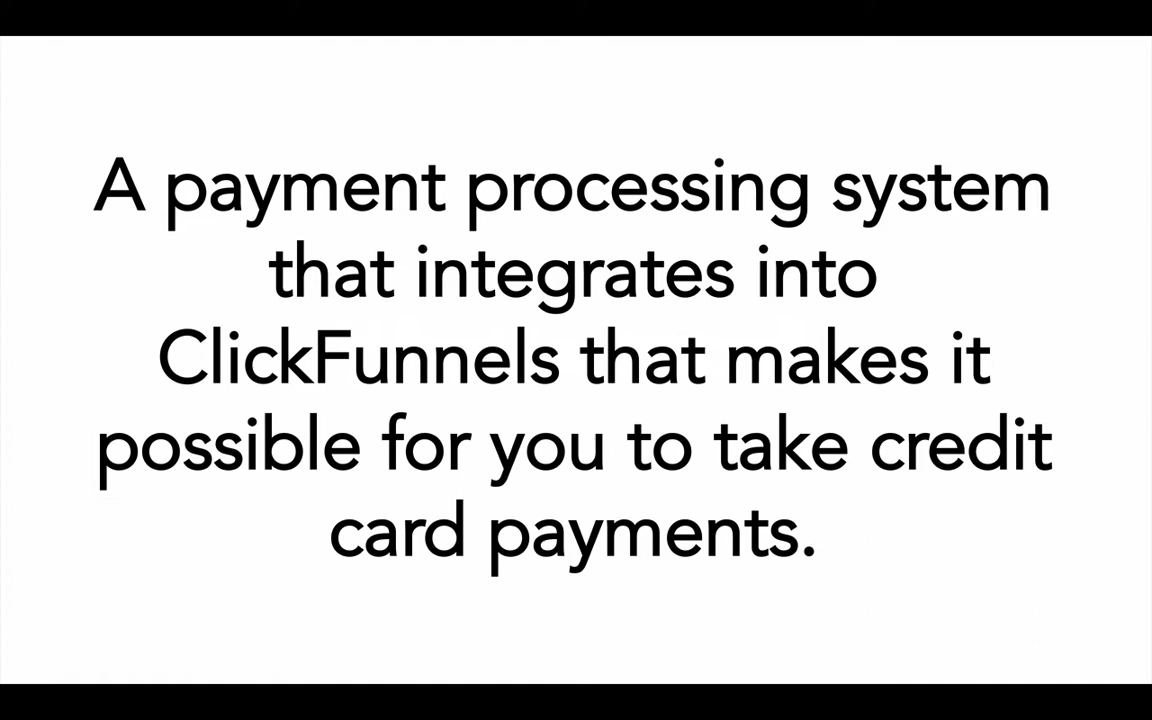 A payment processing system
that integrates into
ClickFunnels that makes it
possible for you to take credit
card payments.